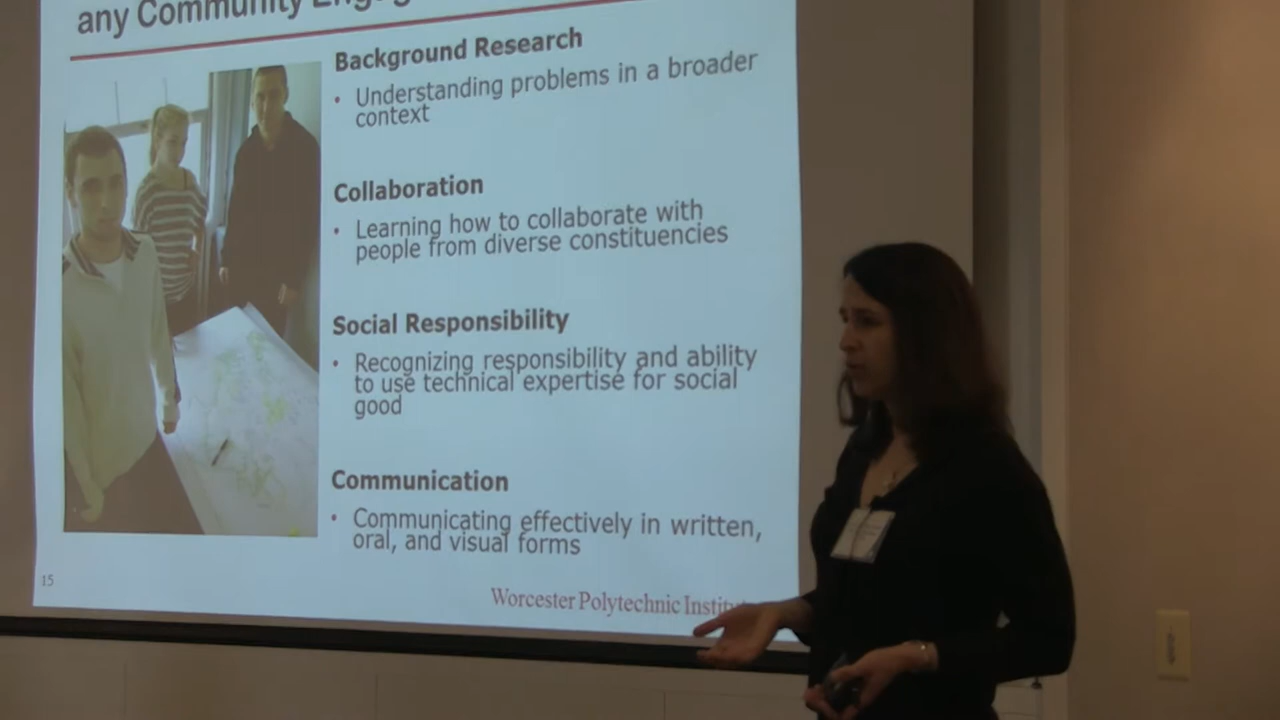 any Community
Background Research
• Understanding problems in a broader
context
Collaboration
• Learning how to collaborate with
people from diverse constituencies
Social Responsibility
• Recognizing responsibility and ability
to use technical expertise for social
good
Communication
• Communicating effectively in written,
oral, and visual forms
15
Worcester Polytechnic